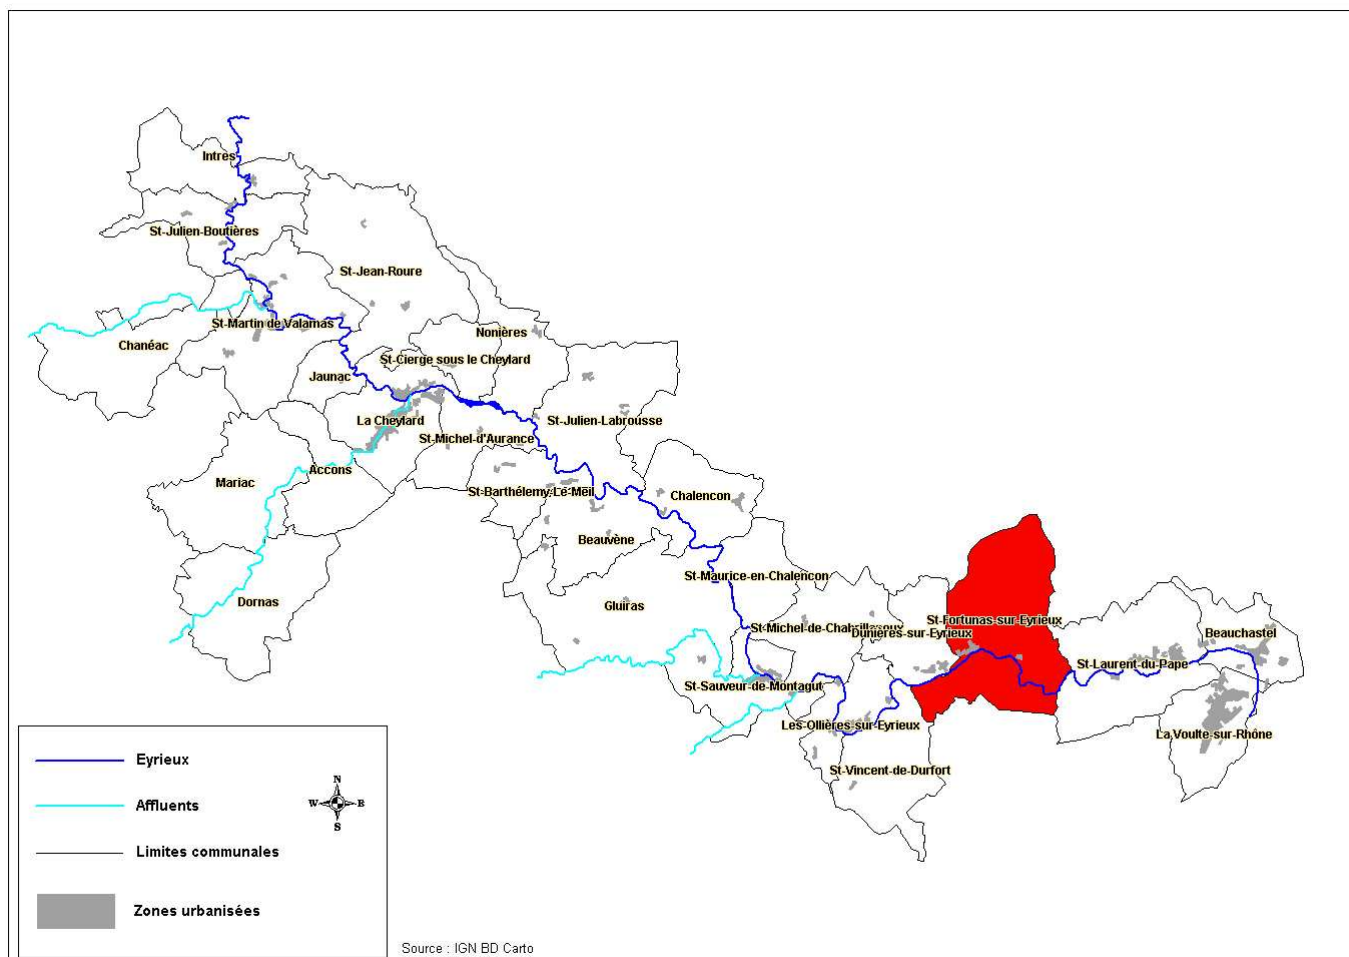 Intres
St-Julien-Boutières
St-Jean-Roure
St-Martin de Valamas
Chanéac
Nonières
St-Cierge sous le Cheylard
Jaunac
La Cheylard
St-Julien-Labrousse
St-Michel-d'Aurance
Accons
Mariac
St-Barthélemy-Le-Meil
Chalencon
Beauvène
St-Maurice-en-Chalencon
Dornas
Gluiras
St-Fortunas-sur-Eyrieux
St-Michel-de-Chabrilla
Dunières-sur-Eyrieux
Beauchastel
St-Laurent-du-Pape
St-Sauveur-de-Montagut
Les-Ollières-sur-Eyrieux
La Voulte-sur-Rhône
St-Vincent-de-Durfort
Eyrieux
Affluents
Limites communales
Zones urbanisées
N
W E
S
Source : IGN BD Carto